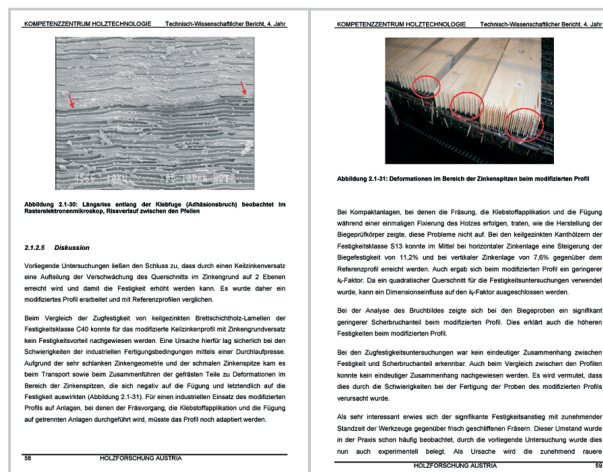 KOMPETENZZENTRUM HOLZTECHNOLOGIE Technisch-Wissenschaftlicher Bericht, 4. Jahr
Abbildung 2.1-30: Längsriss entlang der Klebfuge (Adhäsionsbruch) beobachtet im
Rasterelektronenmikroskop, Rissverlauf zwischen den Pfeilen
2.1.2.5 Diskussion
Vorliegende Untersuchungen ließen den Schluss zu, dass durch einen Keilzinkenversatz
eine Aufteilung der Verschwächung des Querschnitts im Zinkengrund auf 2 Ebenen
erreicht wird und damit die Festigkeit erhöht werden kann. Es wurde daher ein
modifiziertes Profil erarbeitet und mit Referenzprofilen verglichen.
Beim Vergleich der Zugfestigkeit von keilgezinkten Brettschichtholz-Lamellen der
Festigkeitsklasse C40 konnte für das modifizierte Keilzinkenprofil mit Zinkengrundversatz
kein Festigkeitsvorteil nachgewiesen werden. Eine Ursache hierfür lag sicherlich bei den
Schwierigkeiten der industriellen Fertigungsbedingungen mittels einer Durchlaufpresse.
Aufgrund der sehr schlanken Zinkengeometrie und der schmalen Zinkenspitze kam es
beim Transport sowie beim Zusammenführen der gefrästen Teile zu Deformationen im
Bereich der Zinkenspitzen, die sich negativ auf die Fügung und letztendlich auf die
Festigkeit auswirkten (Abbildung 2.1-31). Für einen industriellen Einsatz des modifizierten
Profils auf Anlagen, bei denen der Fräsvorgang, die Klebstoffapplikation und die Fügung
auf getrennten Anlagen durchgeführt wird, müsste das Profil noch adaptiert werden.
58 HOLZFORSCHUNG AUSTRIA
KOMPETENZZENTRUM HOLZTECHNOLOGIE Technisch-Wissenschaftlicher Bericht, 4. Jahr
Abbildung 2.1-31: Deformationen im Bereich der Zinkenspitzen beim modifizierten Profil
Bei Kompaktanlagen, bei denen die Fräsung, die Klebstoffapplikation und die Fügung
während einer einmaligen Fixierung des Holzes erfolgen, traten, wie die Herstellung der
Biegeprüfkörper zeigte, diese Probleme nicht auf. Bei den keilgezinkten Kanthölzern der
Festigkeitsklasse S13 konnte im Mittel bei horizontaler Zinkenlage eine Steigerung der
Biegefestigkeit von 11,2% und bei vertikaler Zinkenlage von 7,6% gegenüber dem
Referenzprofil erreicht werden. Auch ergab sich beim modifizierten Profil ein geringerer
-Faktor. Da ein quadratischer Querschnitt für die Festigkeitsuntersuchungen verwendet
wurde, kann ein Dimensionseinfluss auf den -Faktor ausgeschlossen werden.
Bei der Analyse des Bruchbildes zeigte sich bei den Biegeproben ein signifikant
geringerer Scherbruchanteil beim modifizierten Profil. Dies erklärt auch die höheren
Festigkeiten beim modifizierten Profil.
Bei den Zugfestigkeitsuntersuchungen war kein eindeutiger Zusammenhang zwischen
Festigkeit und Scherbruchanteil erkennbar. Auch beim Vergleich zwischen den Profilen
konnte kein eindeutiger Zusammenhang nachgewiesen werden. Es wird vermutet, dass
dies durch die Schwierigkeiten bei der Fertigung der Proben des modifizierten Profils
verursacht wurde.
Als sehr interessant erwies sich der signifikante Festigkeitsanstieg mit zunehmender
Standzeit der Werkzeuge gegenüber frisch geschliffenen Fräsern. Dieser Umstand wurde
in der Praxis schon häufig beobachtet, durch die vorliegende Untersuchung wurde dies
nun auch experimentell belegt. Als Ursache wird die zunehmend rauere
HOLZFORSCHUNG AUSTRIA 59